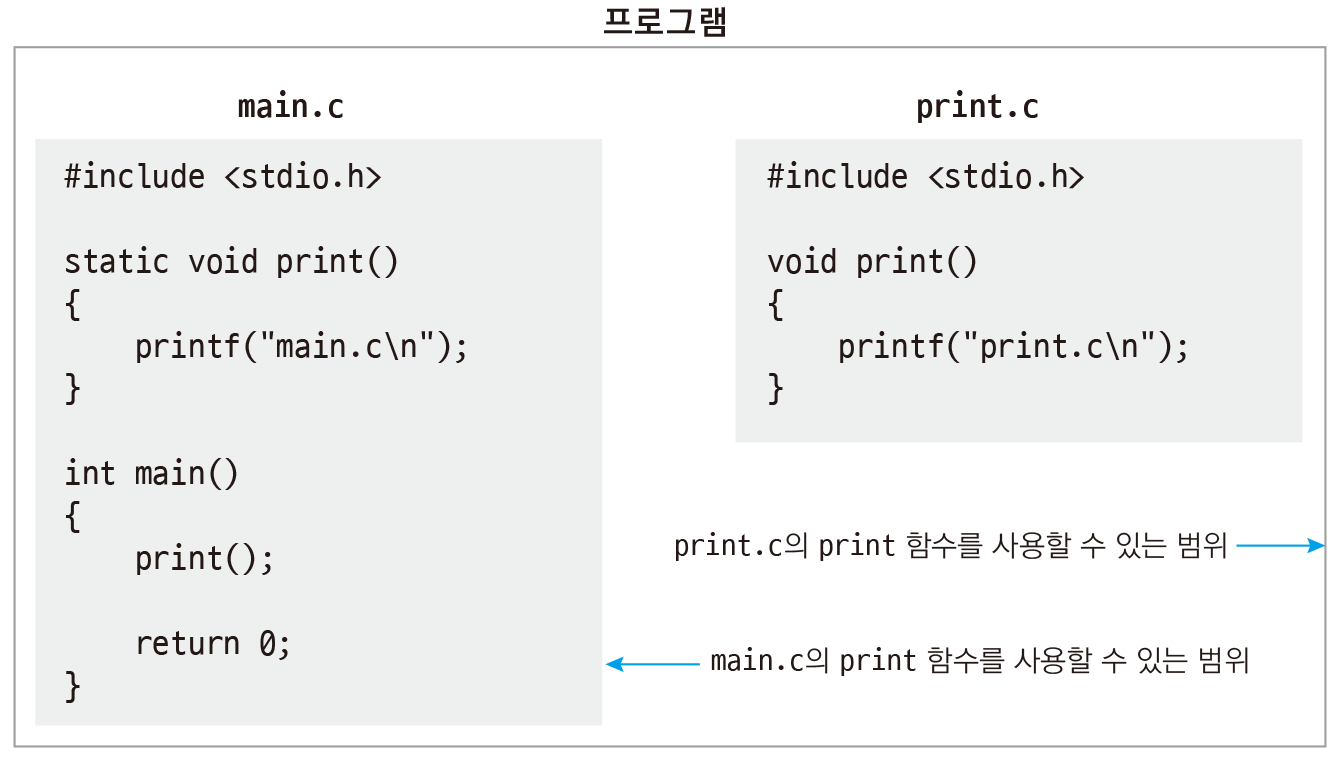 프로그램
main.c
#include <stdio.h>
static void print()
{
    printf("main.c\n");
}
int main()
{
    print();
    return 0;
}
print.c
#include <stdio.h>
void print()
{
    printf("print.c\n");
}
print.c의 print 함수를 사용할 수 있는 범위
main.c의 print 함수를 사용할 수 있는 범위